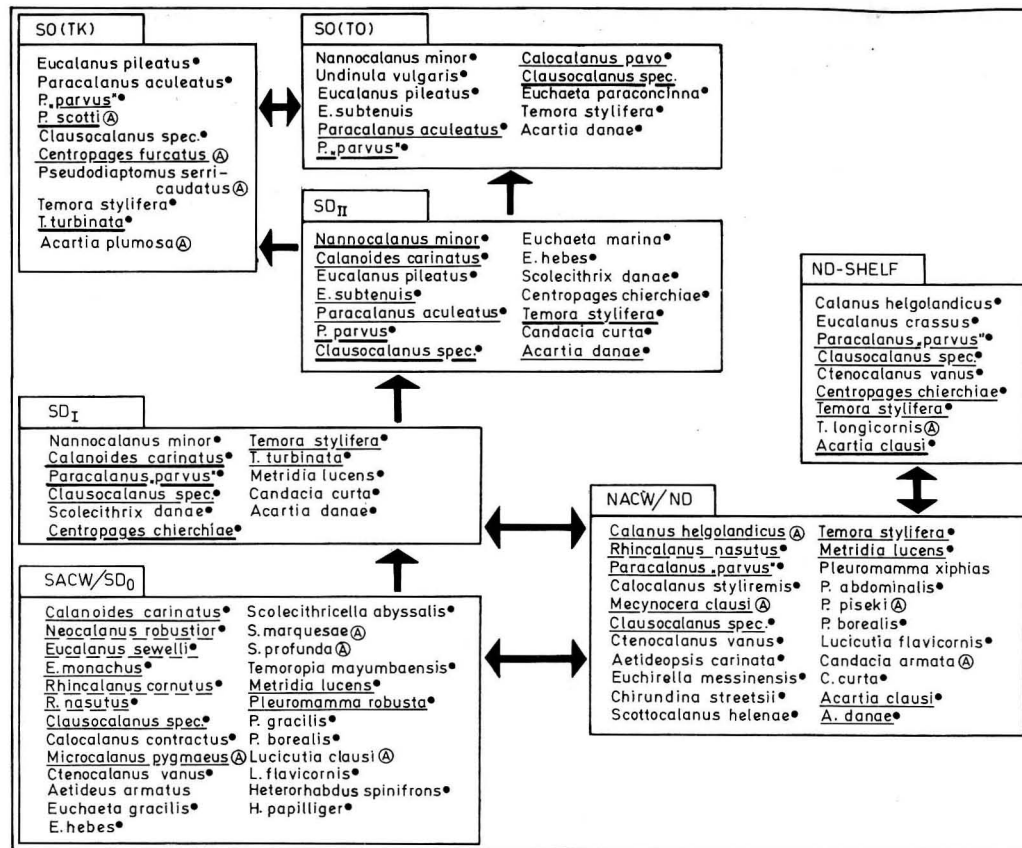 SO(TK)
Eucalanus pileatus●
Paracalanus aculeatus●
P. „parvus"●
P. scotti Ⓐ
Clausocalanus spec.●
Centropages furcatus Ⓐ
Pseudodiaptomus serri-
caudatus Ⓐ
Temora stylifera●
T. turbinata●
Acartia plumosa Ⓐ
SO(TO)
Nannocalanus minor●
Undinula vulgaris●
Eucalanus pileatus●
E. subtenuis
Paracalanus aculeatus●
P. „parvus"●
Calocalanus pavo●
Clausocalanus spec.
Euchaeta paraconcinna●
Temora stylifera●
Acartia danae●
SD II
Nannocalanus minor●
Calanoides carinatus●
Eucalanus pileatus●
E. subtenuis●
Paracalanus aculeatus●
P. parvus●
Clausocalanus spec.●
Euchaeta marina●
E. hebes●
Scolecithrix danae●
Centropages chierchiae●
Temora stylifera●
Candacia curta●
Acartia danae●
ND-SHELF
Calanus helgolandicus●
Eucalanus crassus●
Paracalanus „parvus"●
Clausocalanus spec.●
Ctenocalanus vanus●
Centropages chierchiae●
Temora stylifera●
T. longicornis Ⓐ
Acartia clausi●
SD I
Nannocalanus minor●
Calanoides carinatus●
Paracalanus „parvus"●
Clausocalanus spec.●
Scolecithrix danae●
Centropages chierchiae●
Temora stylifera●
T. turbinata●
Metridia lucens●
Candacia curta●
Acartia danae●
NACW/ND
Calanus helgolandicus Ⓐ
Rhincalanus nasutus●
Paracalanus „parvus"●
Calocalanus styliremis●
Mecynocera clausi Ⓐ
Clausocalanus spec.●
Ctenocalanus vanus●
Aetideopsis carinata●
Euchirella messinensis●
Chirundina streetsii●
Scottocalanus helenae●
Temora stylifera●
Metridia lucens●
Pleuromamma xiphias
P. abdominalis●
P. piseki Ⓐ
P. borealis●
Lucicutia flavicornis●
Candacia armata Ⓐ
C. curta●
Acartia clausi●
A. danae●
SACW/SD0
Calanoides carinatus●
Neocalanus robustior●
Eucalanus sewelli●
E. monachus●
Rhincalanus cornutus●
R. nasutus●
Clausocalanus spec.●
Calocalanus contractus●
Microcalanus pygmaeus Ⓐ
Ctenocalanus vanus●
Aetideus armatus
Euchaeta gracilis●
E. hebes●
Scolecithricella abyssalis●
S. marquesae Ⓐ
S. profunda Ⓐ
Temoropia mayumbaensis●
Metridia lucens●
Pleuromamma robusta●
P. gracilis●
P. borealis●
Lucicutia clausi Ⓐ
L. flavicornis●
Heterorhabdus spinifrons●
H. papilliger●